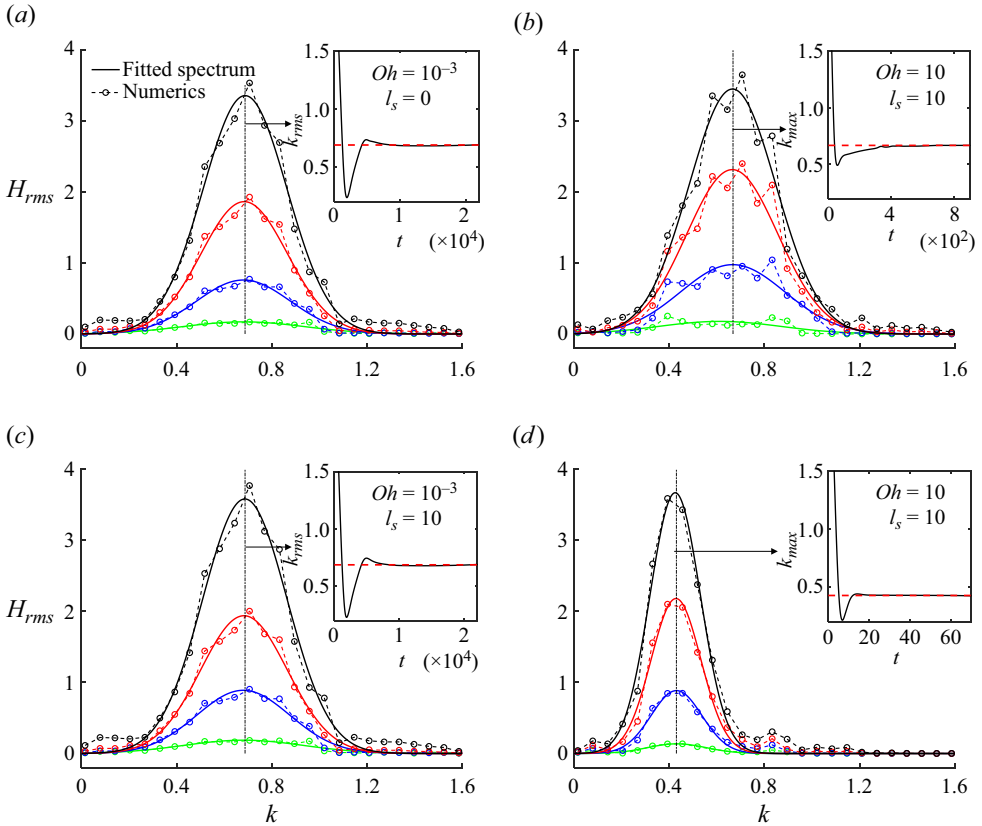 (a)
4
3
2
1
0
H_rms
Fitted spectrum
Numerics
0 0.4 0.8 1.2 1.6
1.5
1.0
0.5
k_rms
Oh = 10⁻³
l_s = 0
0 1 2
t (×10⁴)
(b)
4
3
2
1
0
0 0.4 0.8 1.2 1.6
1.5
1.0
0.5
k_max
Oh = 10
l_s = 10
0 4 8
t (×10²)
(c)
4
3
2
1
0
H_rms
0 0.4 0.8 1.2 1.6
k
1.5
1.0
0.5
k_rms
Oh = 10⁻³
l_s = 10
0 1 2
t (×10⁴)
(d)
4
3
2
1
0
0 0.4 0.8 1.2 1.6
k
1.5
1.0
0.5
k_max
Oh = 10
l_s = 10
0 20 40 60
t